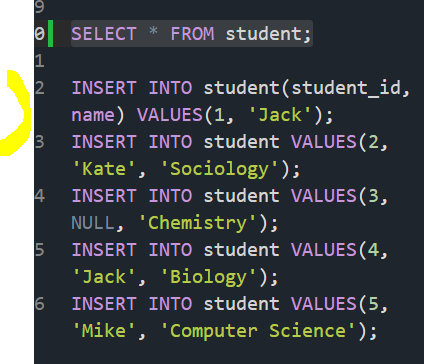 9
0 SELECT * FROM student;
1
2 INSERT INTO student(student_id,
name) VALUES(1, 'Jack');
3 INSERT INTO student VALUES(2,
'Kate', 'Sociology');
4 INSERT INTO student VALUES(3,
NULL, 'Chemistry');
5 INSERT INTO student VALUES(4,
'Jack', 'Biology');
6 INSERT INTO student VALUES(5,
'Mike', 'Computer Science');